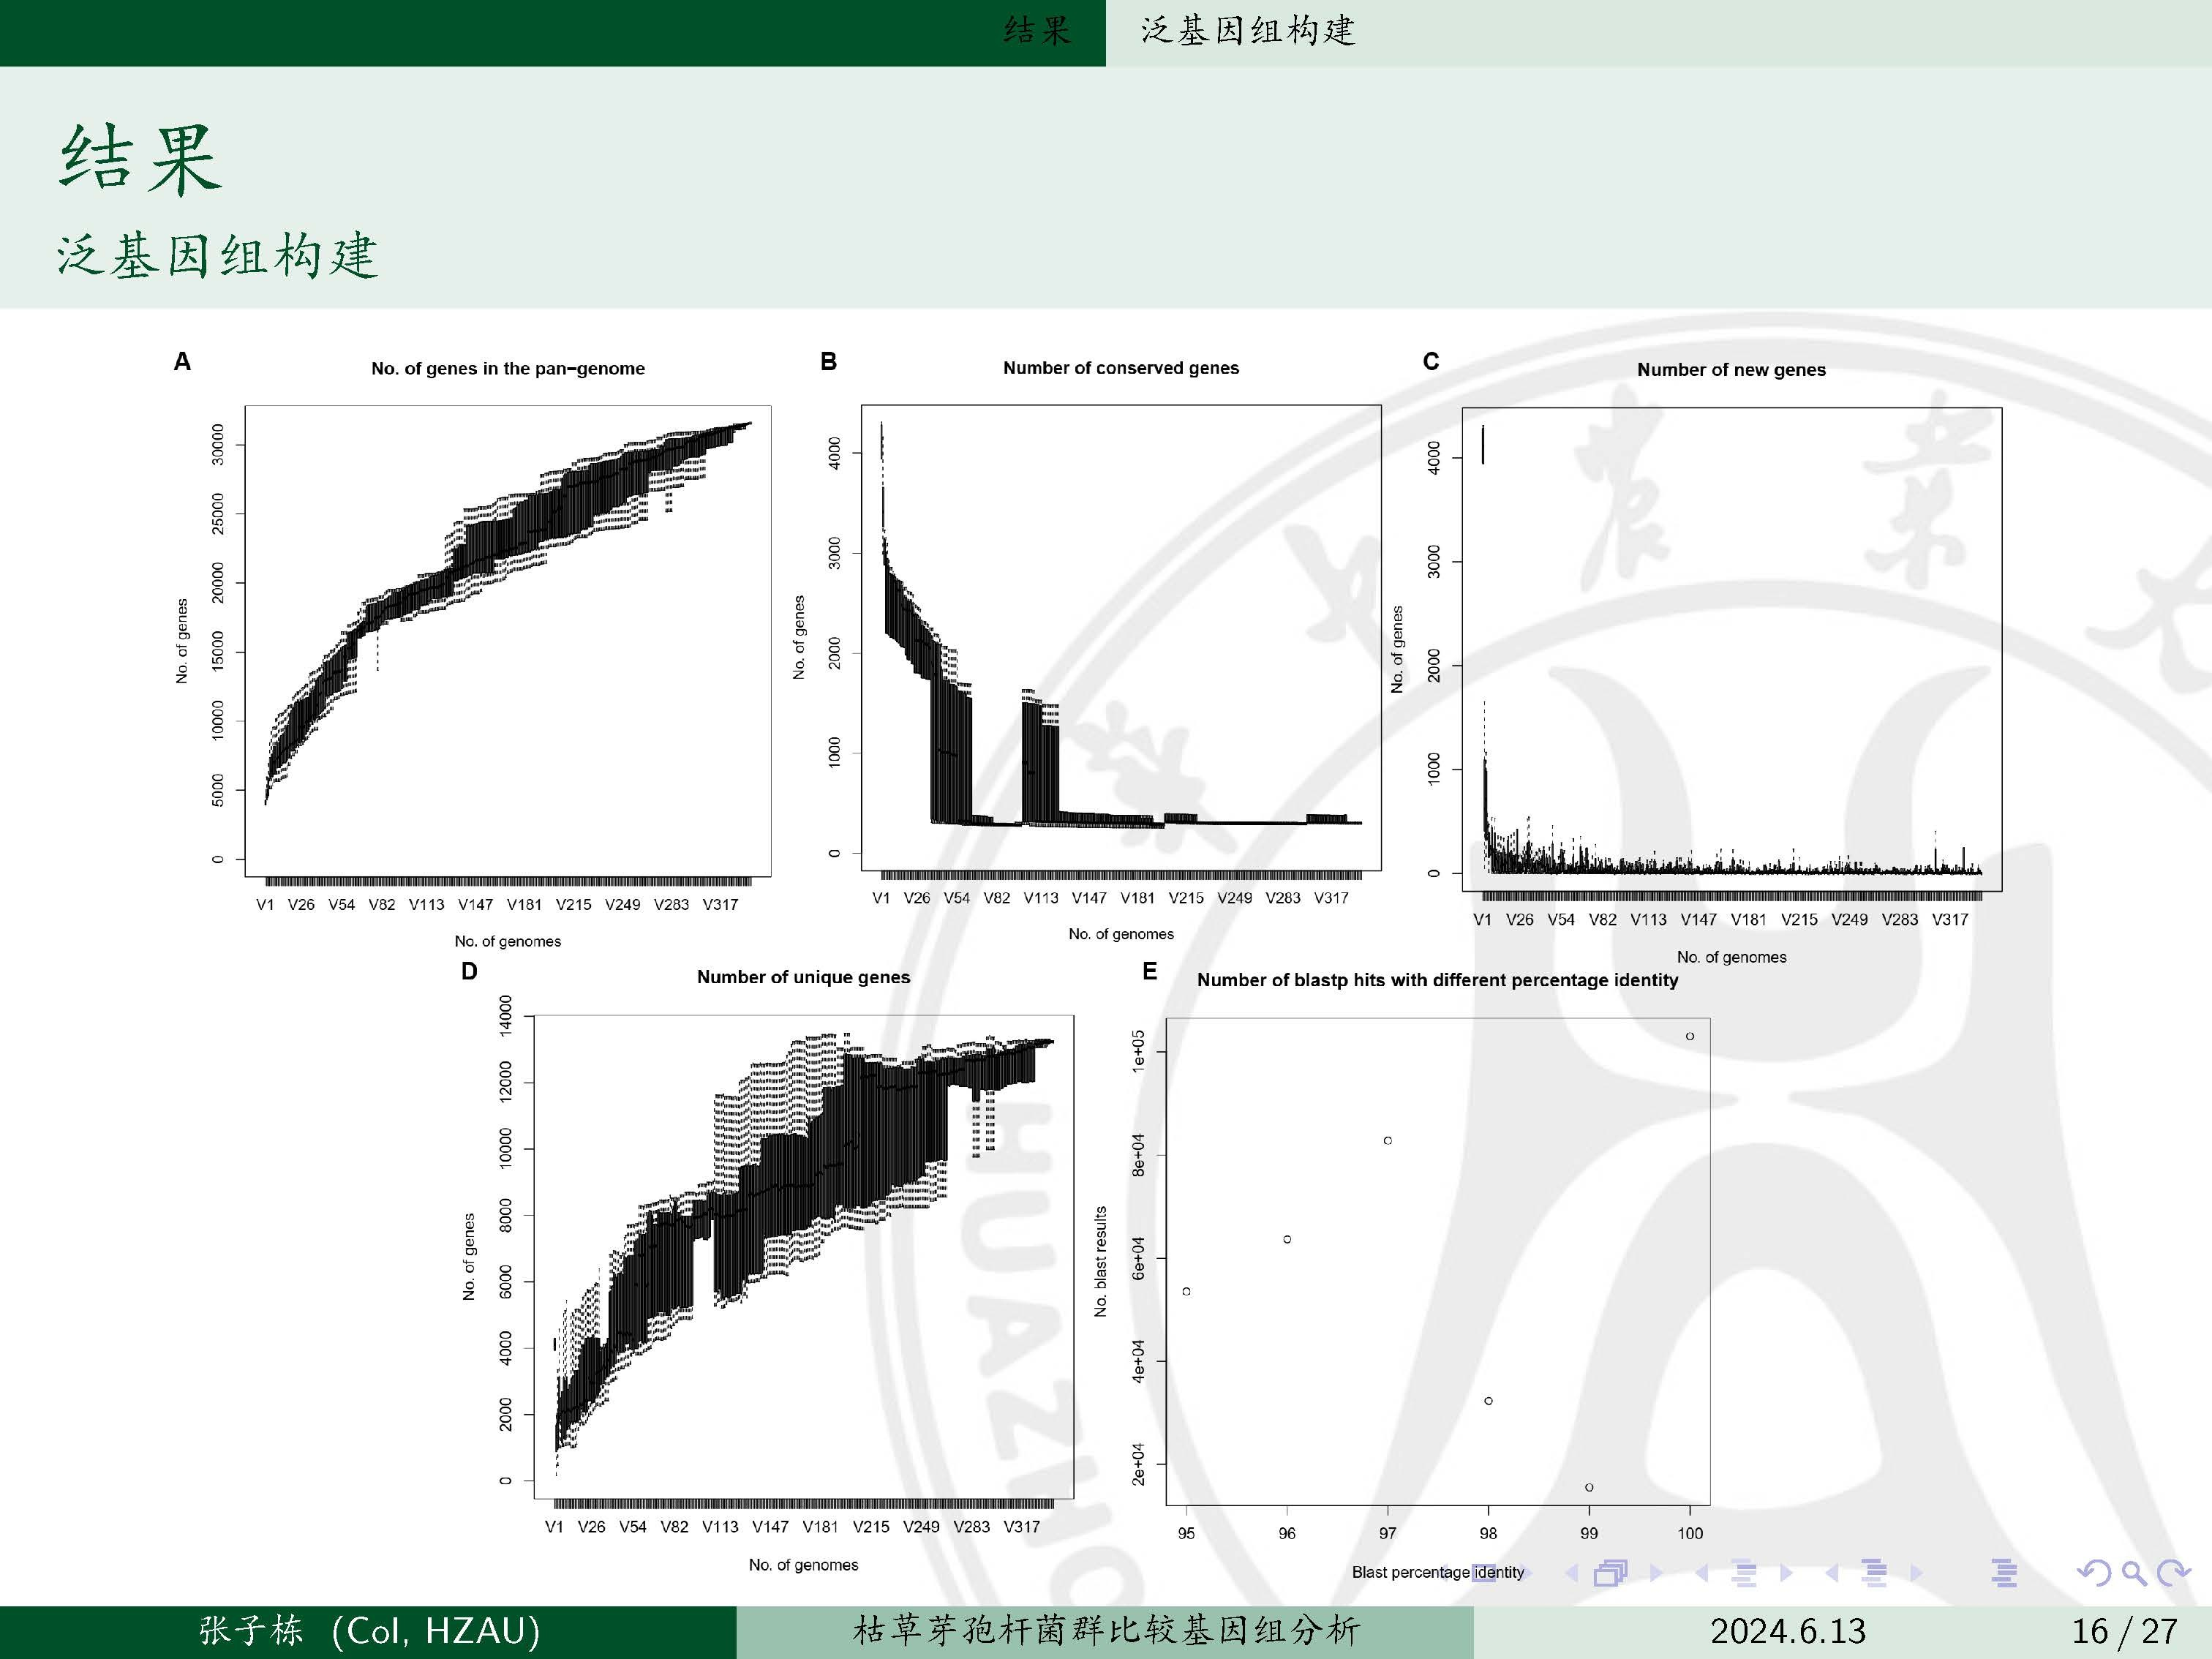 结果 泛基因组构建
结果
泛基因组构建
A
No. of genes in the pan−genome
No. of genes
0 5000 10000 15000 20000 25000 30000
V1 V26 V54 V82 V113 V147 V181 V215 V249 V283 V317
No. of genomes
B
Number of conserved genes
No. of genes
0 1000 2000 3000 4000
V1 V26 V54 V82 V113 V147 V181 V215 V249 V283 V317
No. of genomes
C
Number of new genes
No. of genes
0 1000 2000 3000 4000
V1 V26 V54 V82 V113 V147 V181 V215 V249 V283 V317
No. of genomes
D
Number of unique genes
No. of genes
0 2000 4000 6000 8000 10000 12000 14000
V1 V26 V54 V82 V113 V147 V181 V215 V249 V283 V317
No. of genomes
E
Number of blastp hits with different percentage identity
No. blast results
2e+04 4e+04 6e+04 8e+04 1e+05
95 96 97 98 99 100
Blast percentage identity
HUAZHO
张子栋 (Col, HZAU) 枯草芽孢杆菌群比较基因组分析 2024.6.13 16 / 27